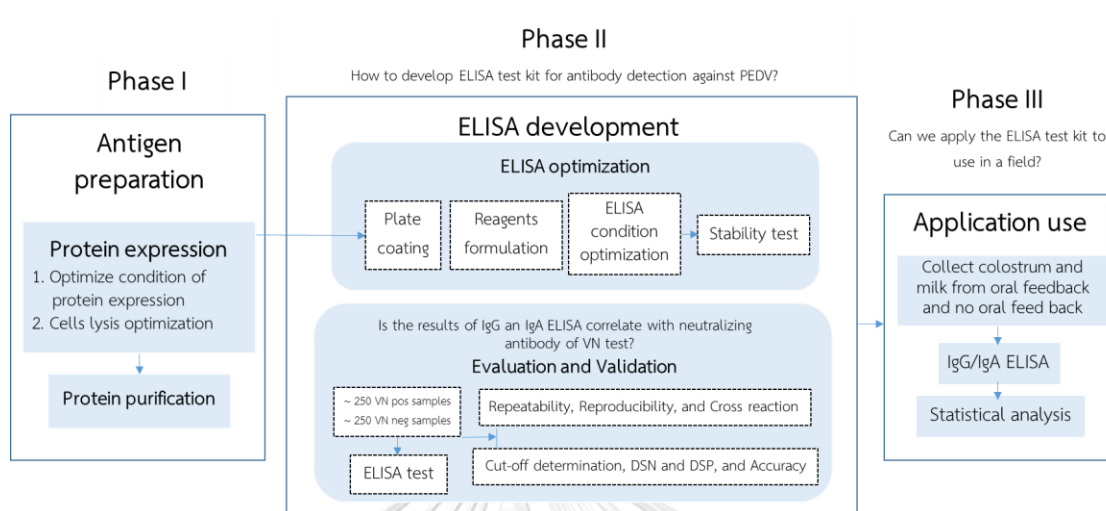 Phase I
Antigen
preparation
Protein expression
1. Optimize condition of
protein expression
2. Cells lysis optimization
Protein purification
Phase II
How to develop ELISA test kit for antibody detection against PEDV?
ELISA development
ELISA optimization
Plate
coating
Reagents
formulation
ELISA
condition
optimization
Stability test
Is the results of IgG an IgA ELISA correlate with neutralizing
antibody of VN test?
Evaluation and Validation
~ 250 VN pos samples
~ 250 VN neg samples
ELISA test
Repeatability, Reproducibility, and Cross reaction
Cut-off determination, DSN and DSP, and Accuracy
Phase III
Can we apply the ELISA test kit to
use in a field?
Application use
Collect colostrum and
milk from oral feedback
and no oral feed back
IgG/IgA ELISA
Statistical analysis